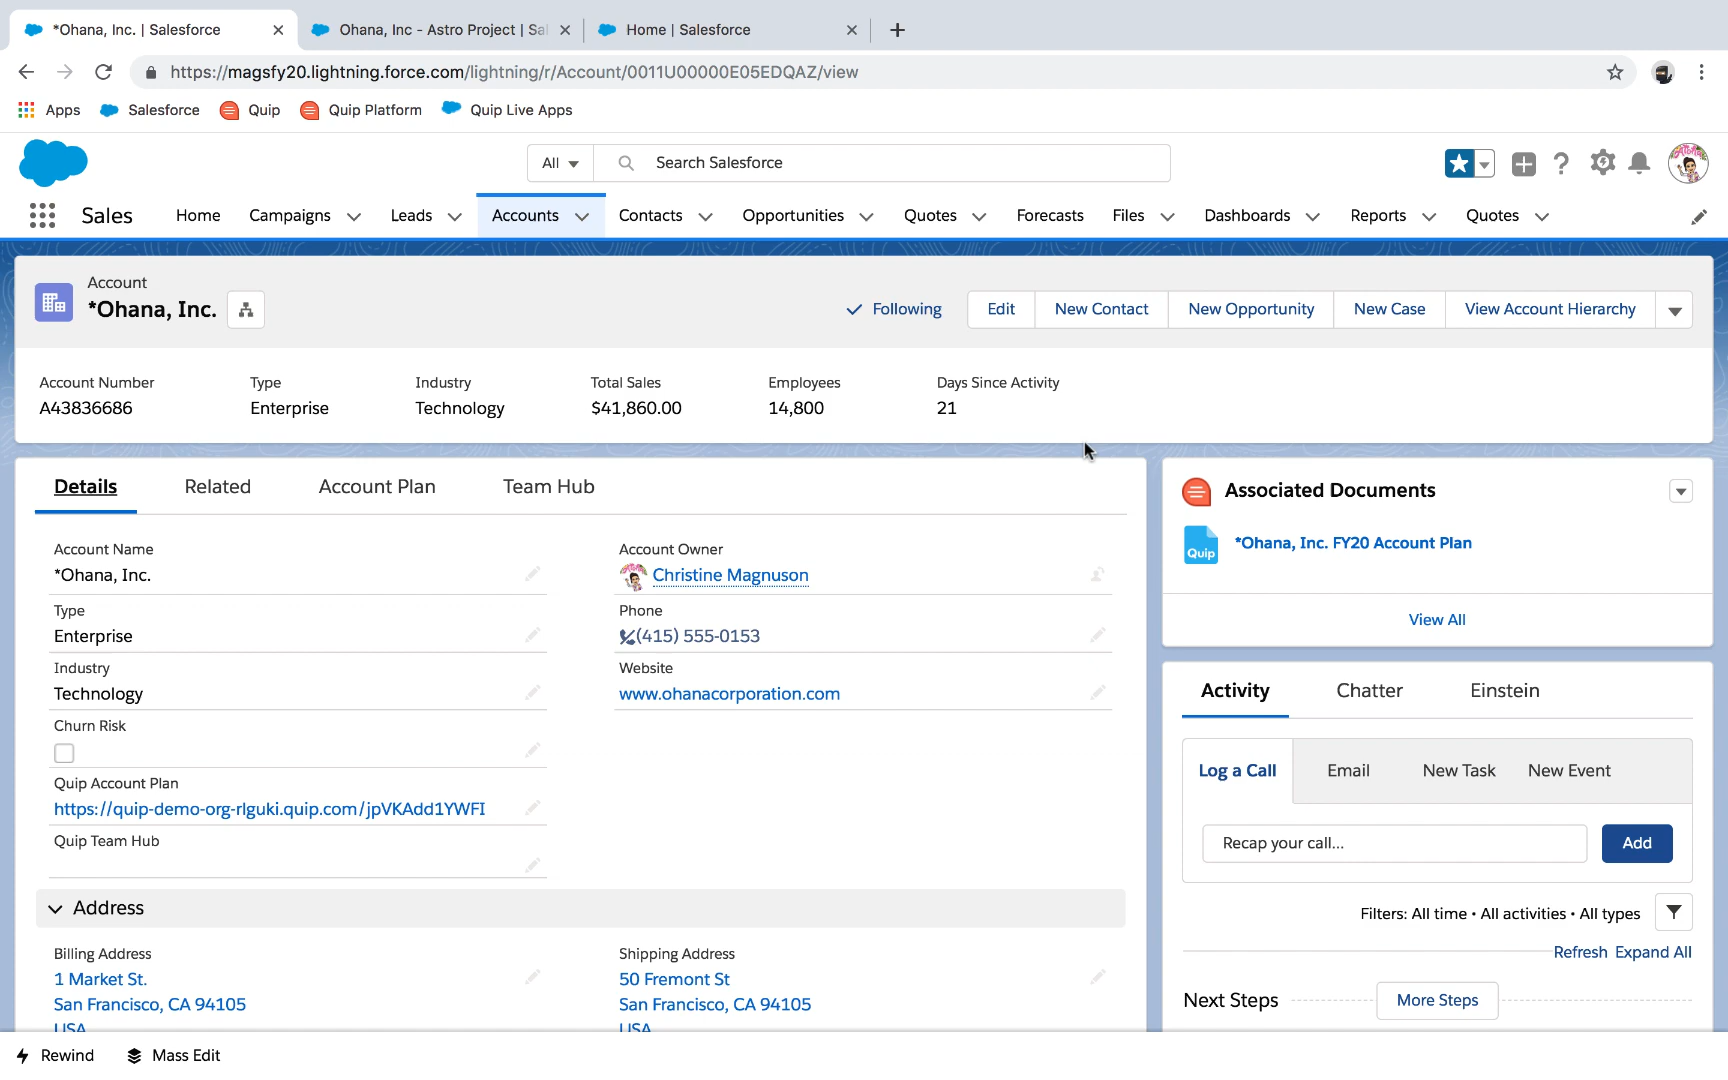 *Ohana, Inc. | Salesforce
Ohana, Inc - Astro Project | Sal
Home | Salesforce
https://magsfy20.lightning.force.com/lightning/r/Account/0011U00000E05EDQAZ/view
Apps Salesforce Quip Quip Platform Quip Live Apps
All Search Salesforce
Sales Home Campaigns Leads Accounts Contacts Opportunities Quotes Forecasts Files Dashboards Reports Quotes
Account
*Ohana, Inc.
Following Edit New Contact New Opportunity New Case View Account Hierarchy
Account Number Type Industry Total Sales Employees Days Since Activity
A43836686 Enterprise Technology $41,860.00 14,800 21
Details Related Account Plan Team Hub
Account Name
*Ohana, Inc.
Type
Enterprise
Industry
Technology
Churn Risk
Quip Account Plan
https://quip-demo-org-rlguki.quip.com/jpVKAdd1YWFI
Quip Team Hub
Account Owner
Christine Magnuson
Phone
(415) 555-0153
Website
www.ohanacorporation.com
Address
Billing Address
1 Market St.
San Francisco, CA 94105
USA
Shipping Address
50 Fremont St
San Francisco, CA 94105
USA
Associated Documents
Quip
*Ohana, Inc. FY20 Account Plan
View All
Activity Chatter Einstein
Log a Call Email New Task New Event
Recap your call... Add
Filters: All time • All activities • All types
Refresh Expand All
Next Steps More Steps
Rewind Mass Edit